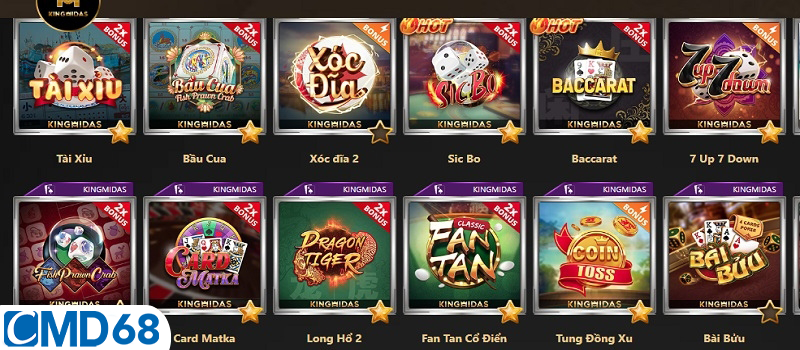 KINGMIDAS
2X BONUS
TÀI XỈU
KINGMIDAS
Tài Xỉu
2X BONUS
Bầu Cua
Fish Prawn Crab
KINGMIDAS
Bầu Cua
BONUS
Xóc Đĩa
KINGMIDAS
Xóc đĩa 2
HOT
2X BONUS
SIC BO
KINGMIDAS
Sic Bo
HOT
2X BONUS
BACCARAT
KINGMIDAS
Baccarat
BONUS
7 up 7 down
KINGMIDAS
7 Up 7 Down
KINGMIDAS
2X BONUS
Fish Prawn Crab
KINGMIDAS
KINGMIDAS
2X BONUS
CARD MATKA
KINGMIDAS
Card Matka
KINGMIDAS
DRAGON TIGER
KINGMIDAS
Long Hổ 2
KINGMIDAS
2X BONUS
CLASSIC
FAN TAN
KINGMIDAS
Fan Tan Cổ Điển
KINGMIDAS
BONUS
COIN TOSS
KINGMIDAS
Tung Đồng Xu
KINGMIDAS
6 CARDS POKER
BÀI BỬU
KINGMIDAS
Bài Bửu
CMD68